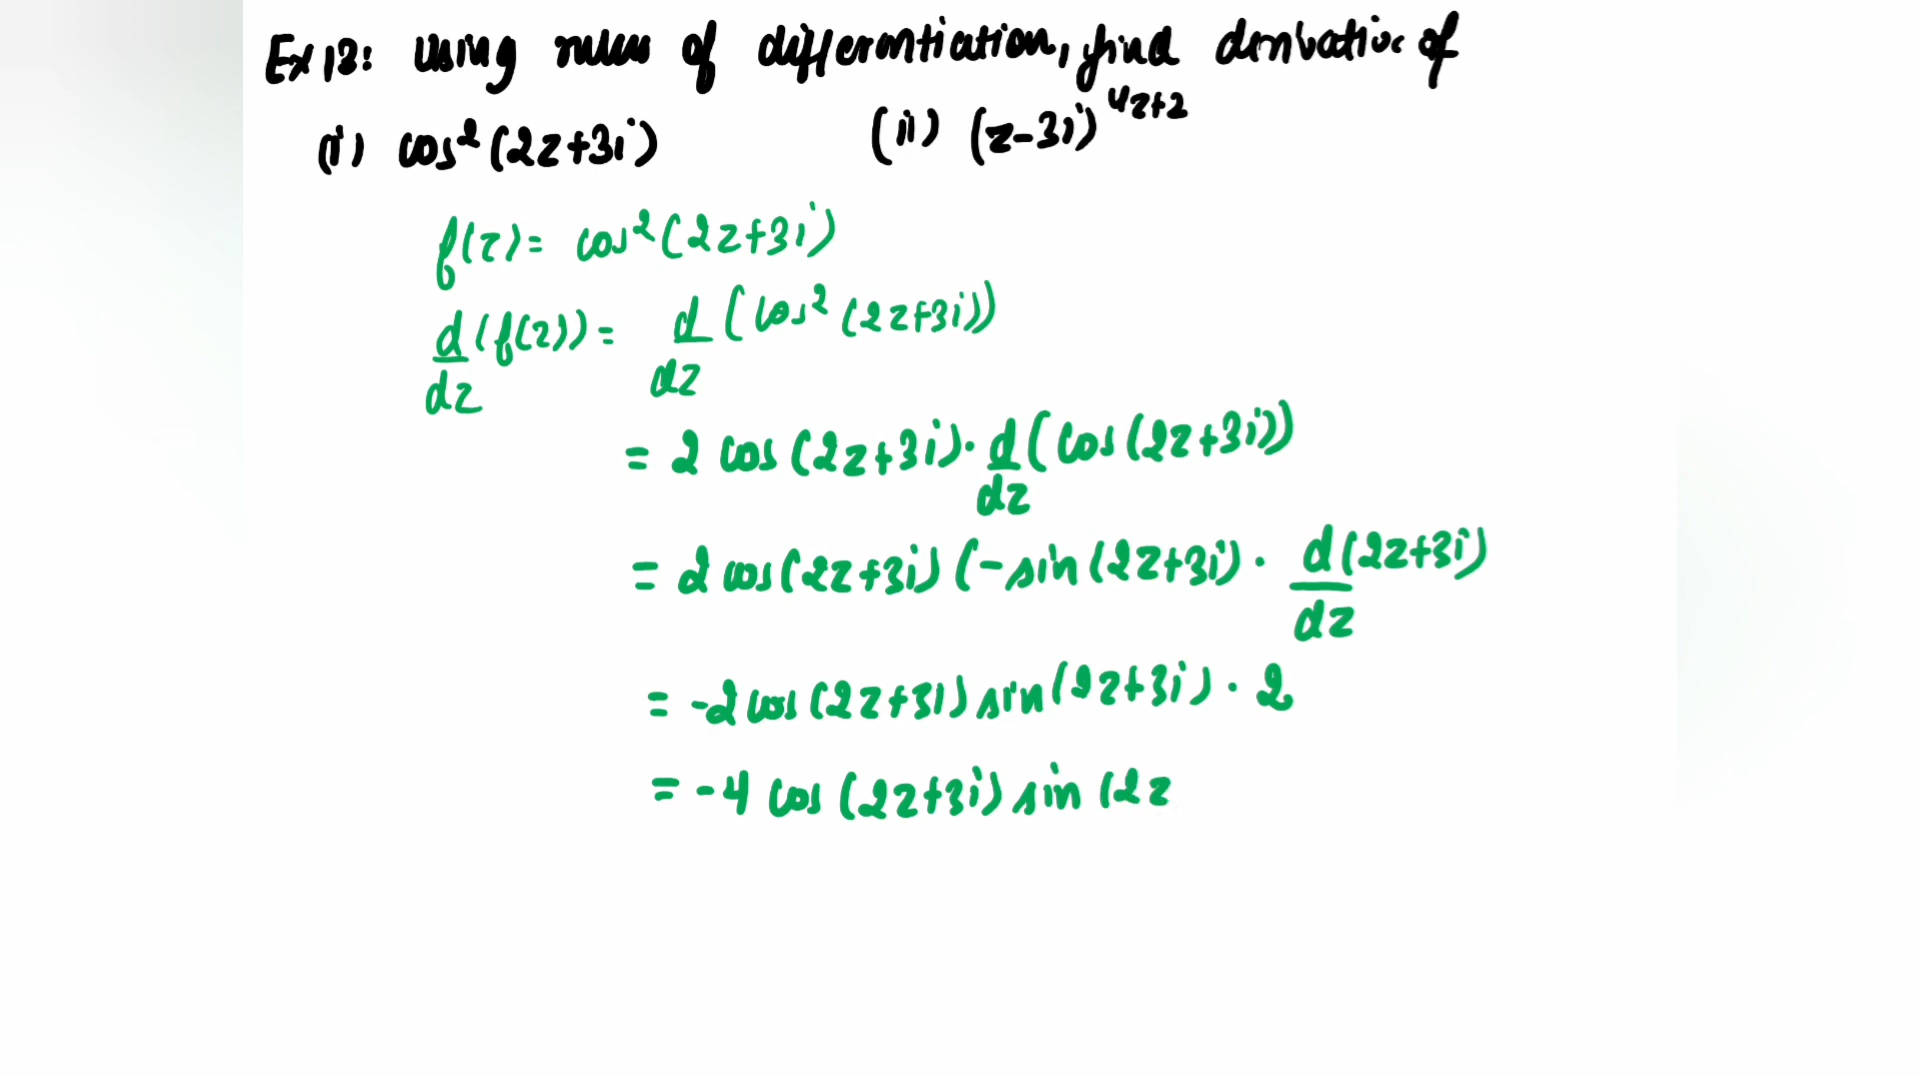 Ex 13: Using rules of differentiation, find derivative of
(i) cos²(2z+3i) (ii) (z-3i)^{4z+2}
f(z) = cos²(2z+3i)
d/dz (f(z)) = d/dz (cos²(2z+3i))
= 2 cos(2z+3i) · d/dz (cos(2z+3i))
= 2 cos(2z+3i) (-sin(2z+3i) · d/dz (2z+3i)
= -2 cos(2z+3i) sin(2z+3i) · 2
= -4 cos(2z+3i) sin(2z